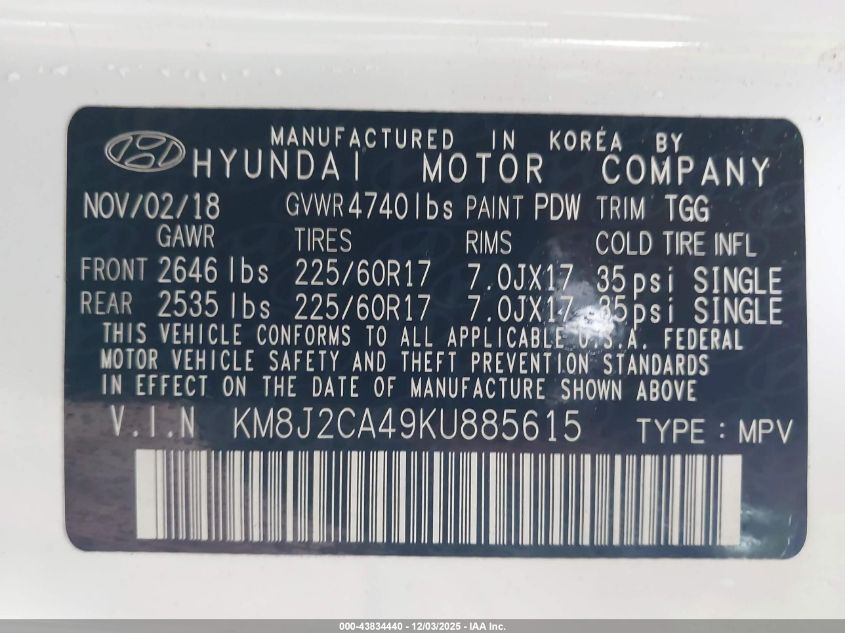 MANUFACTURED IN KOREA BY
HYUNDAI MOTOR COMPANY
NOV/02/18 GVWR 4740 lbs PAINT PDW TRIM TGG
GAWR TIRES RIMS COLD TIRE INFL
FRONT 2646 lbs 225/60R17 7.0JX17 35psi SINGLE
REAR 2535 lbs 225/60R17 7.0JX17 35psi SINGLE
THIS VEHICLE CONFORMS TO ALL APPLICABLE U.S.A. FEDERAL
MOTOR VEHICLE SAFETY AND THEFT PREVENTION STANDARDS
IN EFFECT ON THE DATE OF MANUFACTURE SHOWN ABOVE
V.I.N KM8J2CA49KU885615 TYPE : MPV
000-43834440 - 12/03/2025 - IAA Inc.